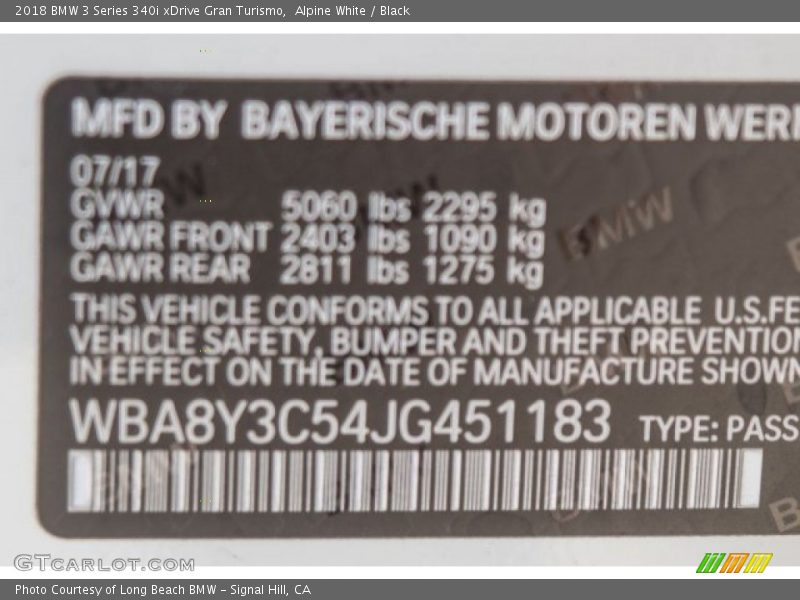 2018 BMW 3 Series 340i xDrive Gran Turismo, Alpine White / Black
MFD BY BAYERISCHE MOTOREN WER
07/17
GVWR 5060 lbs 2295 kg
GAWR FRONT 2403 lbs 1090 kg
GAWR REAR 2811 lbs 1275 kg
THIS VEHICLE CONFORMS TO ALL APPLICABLE U.S.FE
VEHICLE SAFETY, BUMPER AND THEFT PREVENTION
IN EFFECT ON THE DATE OF MANUFACTURE SHOWN
WBA8Y3C54JG451183 TYPE: PASS
BMW
GTCARLOT.COM
Photo Courtesy of Long Beach BMW - Signal Hill, CA